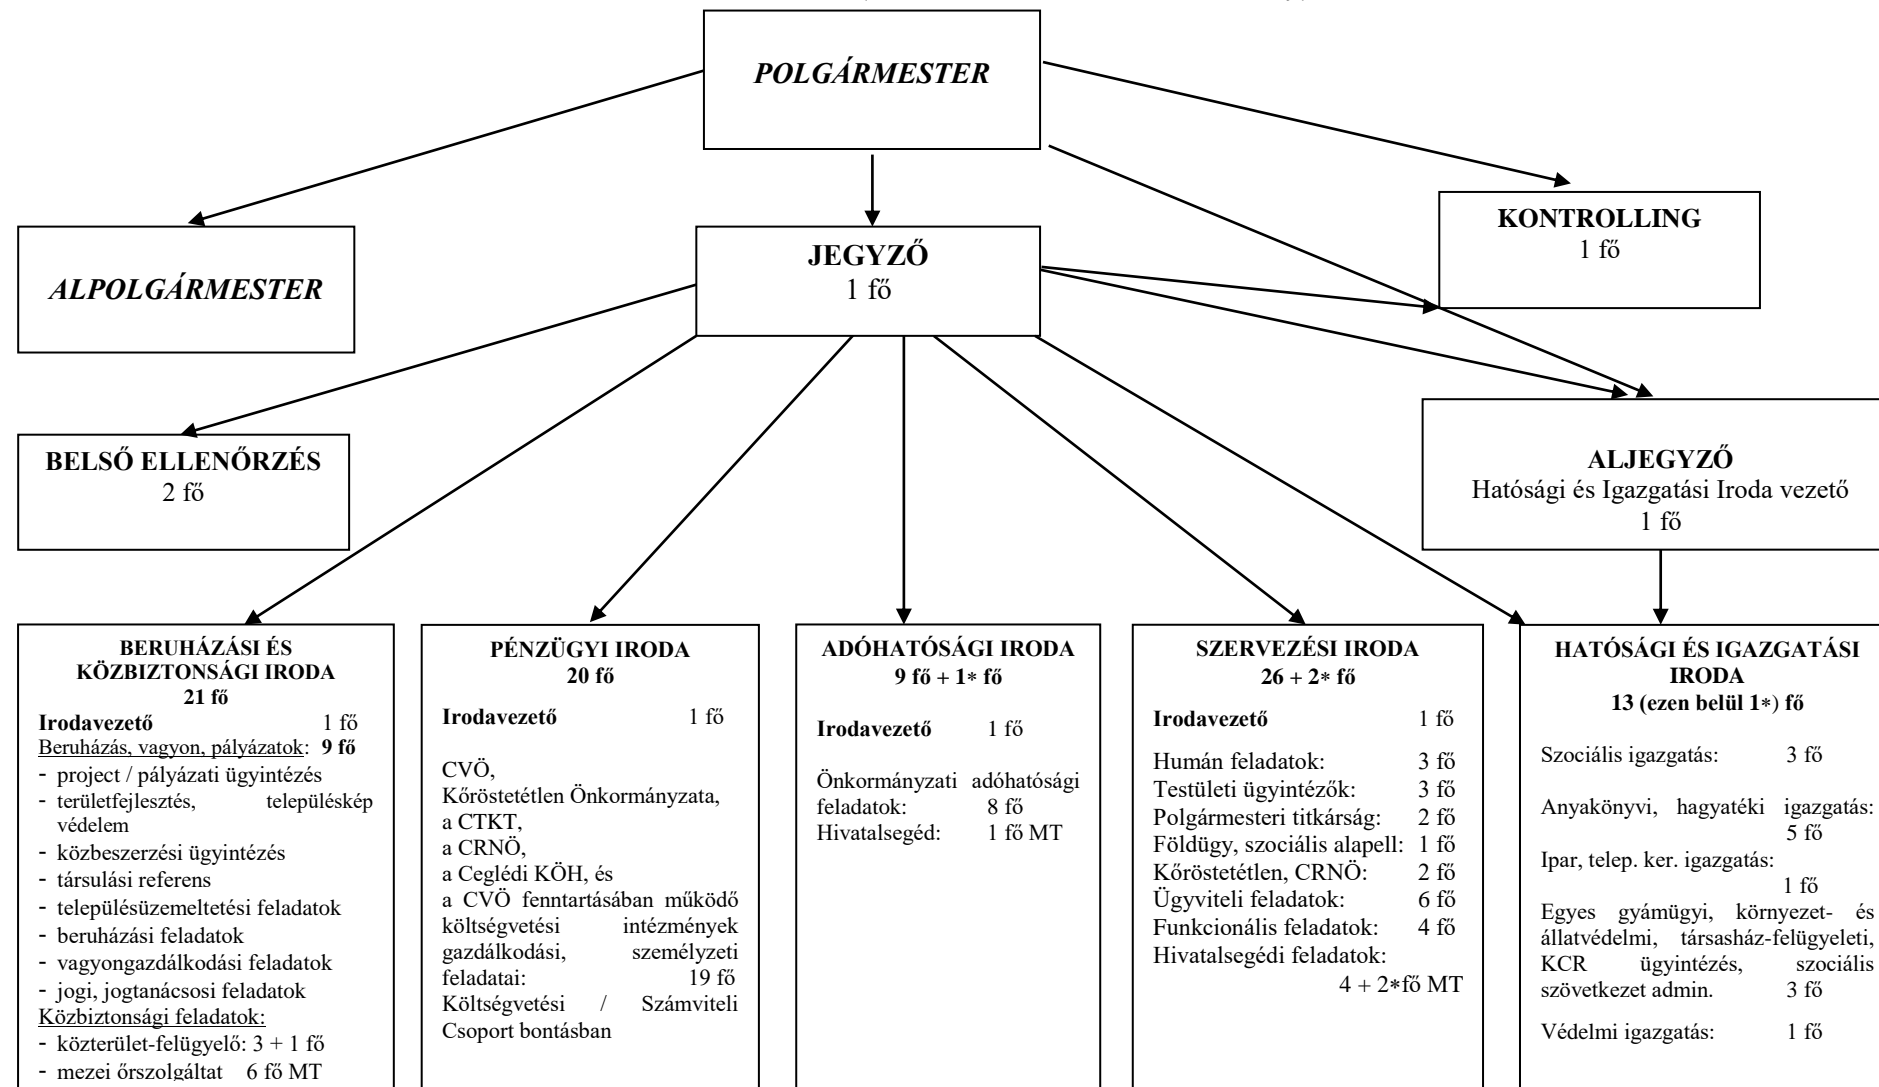 POLGÁRMESTER
KONTROLLING
1 fő
ALPOLGÁRMESTER
JEGYZŐ
1 fő
BELSŐ ELLENŐRZÉS
2 fő
ALJEGYZŐ
Hatósági és Igazgatási Iroda vezető
1 fő
BERUHÁZÁSI ÉS
KÖZBIZTONSÁGI IRODA
21 fő
Irodavezető 1 fő
Beruházás, vagyon, pályázatok: 9 fő
- project / pályázati ügyintézés
- területfejlesztés, településkép
védelem
- közbeszerzési ügyintézés
- társulási referens
- településüzemeltetési feladatok
- beruházási feladatok
- vagyongazdálkodási feladatok
- jogi, jogtanácsosi feladatok
Közbiztonsági feladatok:
- közterület-felügyelő: 3 + 1 fő
- mezei őrszolgáltat 6 fő MT
PÉNZÜGYI IRODA
20 fő
Irodavezető 1 fő
CVÖ,
Kőröstetétlen Önkormányzata,
a CTKT,
a CRNÖ,
a Ceglédi KÖH, és
a CVÖ fenntartásában működő
költségvetési intézmények
gazdálkodási, személyzeti
feladatai: 19 fő
Költségvetési / Számviteli
Csoport bontásban
ADÓHATÓSÁGI IRODA
9 fő + 1* fő
Irodavezető 1 fő
Önkormányzati adóhatósági
feladatok: 8 fő
Hivatalsegéd: 1 fő MT
SZERVEZÉSI IRODA
26 + 2* fő
Irodavezető 1 fő
Humán feladatok: 3 fő
Testületi ügyintézők: 3 fő
Polgármesteri titkárság: 2 fő
Földügy, szociális alapell: 1 fő
Kőröstetétlen, CRNÖ: 2 fő
Ügyviteli feladatok: 6 fő
Funkcionális feladatok: 4 fő
Hivatalsegédi feladatok:
4 + 2*fő MT
HATÓSÁGI ÉS IGAZGATÁSI
IRODA
13 (ezen belül 1*) fő
Szociális igazgatás: 3 fő
Anyakönyvi, hagyatéki igazgatás:
5 fő
Ipar, telep. ker. igazgatás:
1 fő
Egyes gyámügyi, környezet- és
állatvédelmi, társasház-felügyeleti,
KCR ügyintézés, szociális
szövetkezet admin. 3 fő
Védelmi igazgatás: 1 fő